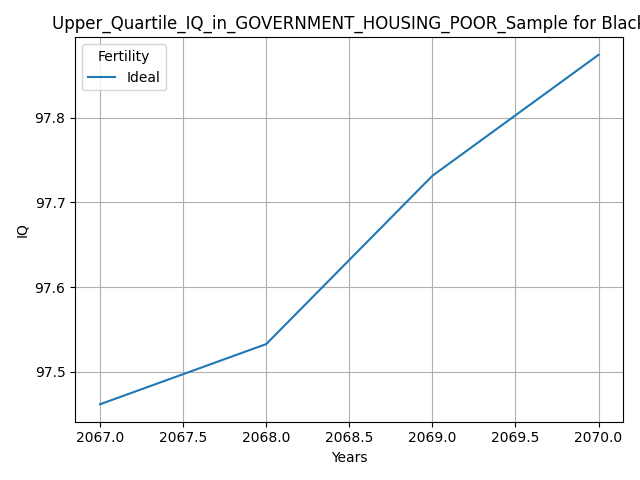 Upper_Quartile_IQ_in_GOVERNMENT_HOUSING_POOR_Sample for Black
Fertility
Ideal
97.8
97.7
97.6
97.5
IQ
2067.0 2067.5 2068.0 2068.5 2069.0 2069.5 2070.0
Years